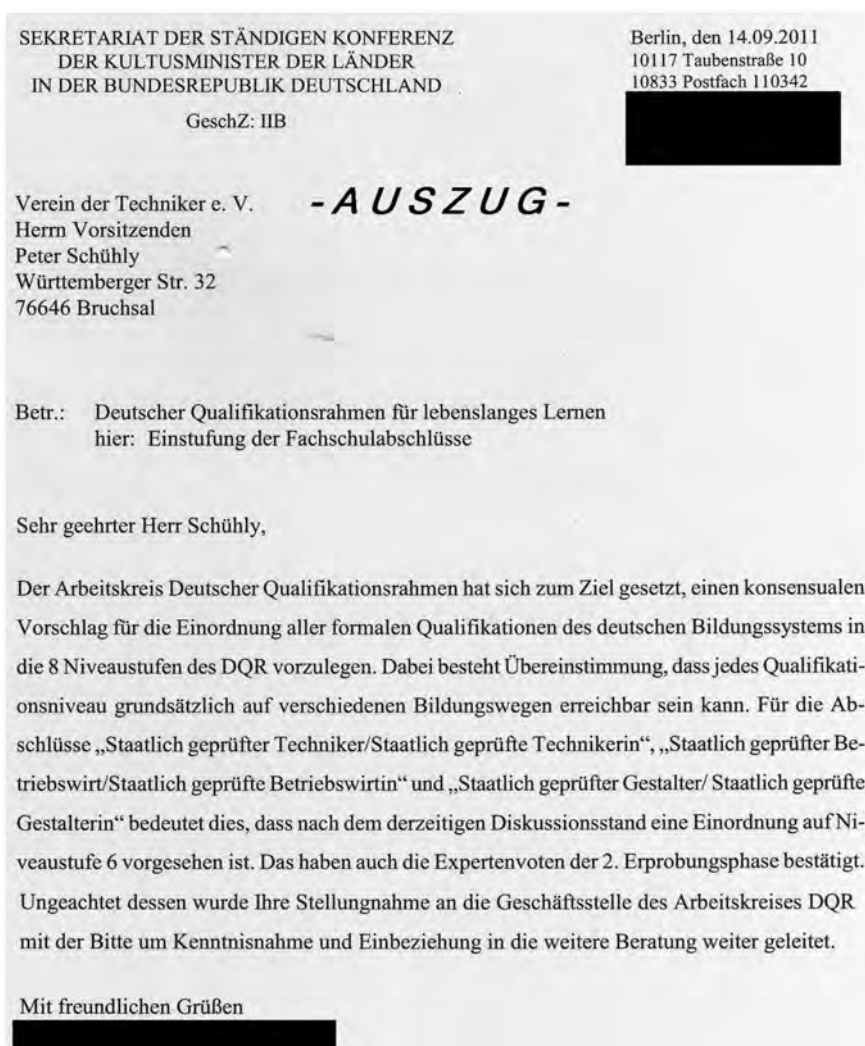 SEKRETARIAT DER STÄNDIGEN KONFERENZ
DER KULTUSMINISTER DER LÄNDER
IN DER BUNDESREPUBLIK DEUTSCHLAND
GeschZ: IIB
Berlin, den 14.09.2011
10117 Taubenstraße 10
10833 Postfach 110342
-AUSZUG-
Verein der Techniker e. V.
Herrn Vorsitzenden
Peter Schühly
Württemberger Str. 32
76646 Bruchsal
Betr.: Deutscher Qualifikationsrahmen für lebenslanges Lernen
hier: Einstufung der Fachschulabschlüsse
Sehr geehrter Herr Schühly,
Der Arbeitskreis Deutscher Qualifikationsrahmen hat sich zum Ziel gesetzt, einen konsensualen
Vorschlag für die Einordnung aller formalen Qualifikationen des deutschen Bildungssystems in
die 8 Niveaustufen des DQR vorzulegen. Dabei besteht Übereinstimmung, dass jedes Qualifikati-
onsniveau grundsätzlich auf verschiedenen Bildungswegen erreichbar sein kann. Für die Ab-
schlüsse „Staatlich geprüfter Techniker/Staatlich geprüfte Technikerin“, „Staatlich geprüfter Be-
triebswirt/Staatlich geprüfte Betriebswirtin“ und „Staatlich geprüfter Gestalter/ Staatlich geprüfte
Gestalterin“ bedeutet dies, dass nach dem derzeitigen Diskussionsstand eine Einordnung auf Ni-
veaustufe 6 vorgesehen ist. Das haben auch die Expertenvoten der 2. Erprobungsphase bestätigt.
Ungeachtet dessen wurde Ihre Stellungnahme an die Geschäftsstelle des Arbeitskreises DQR
mit der Bitte um Kenntnisnahme und Einbeziehung in die weitere Beratung weiter geleitet.
Mit freundlichen Grüßen